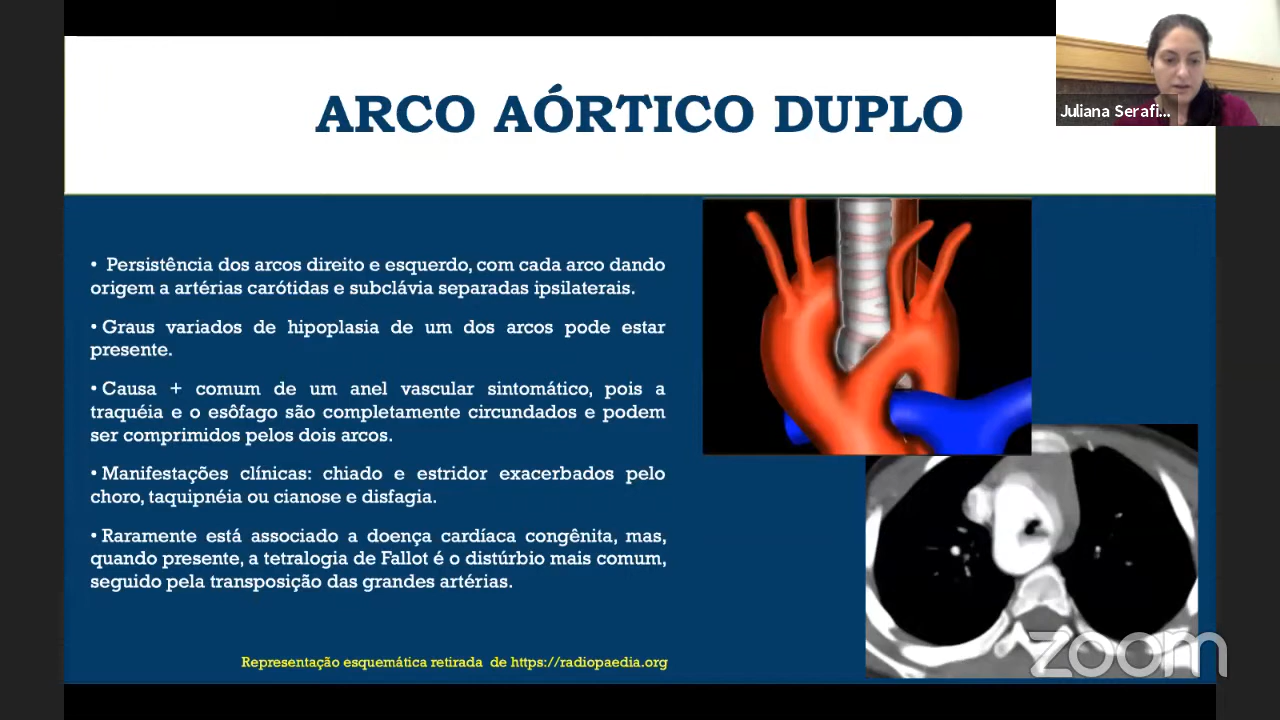 ARCO AÓRTICO DUPLO
Juliana Serafi...
• Persistência dos arcos direito e esquerdo, com cada arco dando
origem a artérias carótidas e subclávia separadas ipsilaterais.
• Graus variados de hipoplasia de um dos arcos pode estar
presente.
• Causa + comum de um anel vascular sintomático, pois a
traquéia e o esôfago são completamente circundados e podem
ser comprimidos pelos dois arcos.
• Manifestações clínicas: chiado e estridor exacerbados pelo
choro, taquipnéia ou cianose e disfagia.
• Raramente está associado a doença cardíaca congênita, mas,
quando presente, a tetralogia de Fallot é o distúrbio mais comum,
seguido pela transposição das grandes artérias.
Representação esquemática retirada de https://radiopaedia.org
zoom